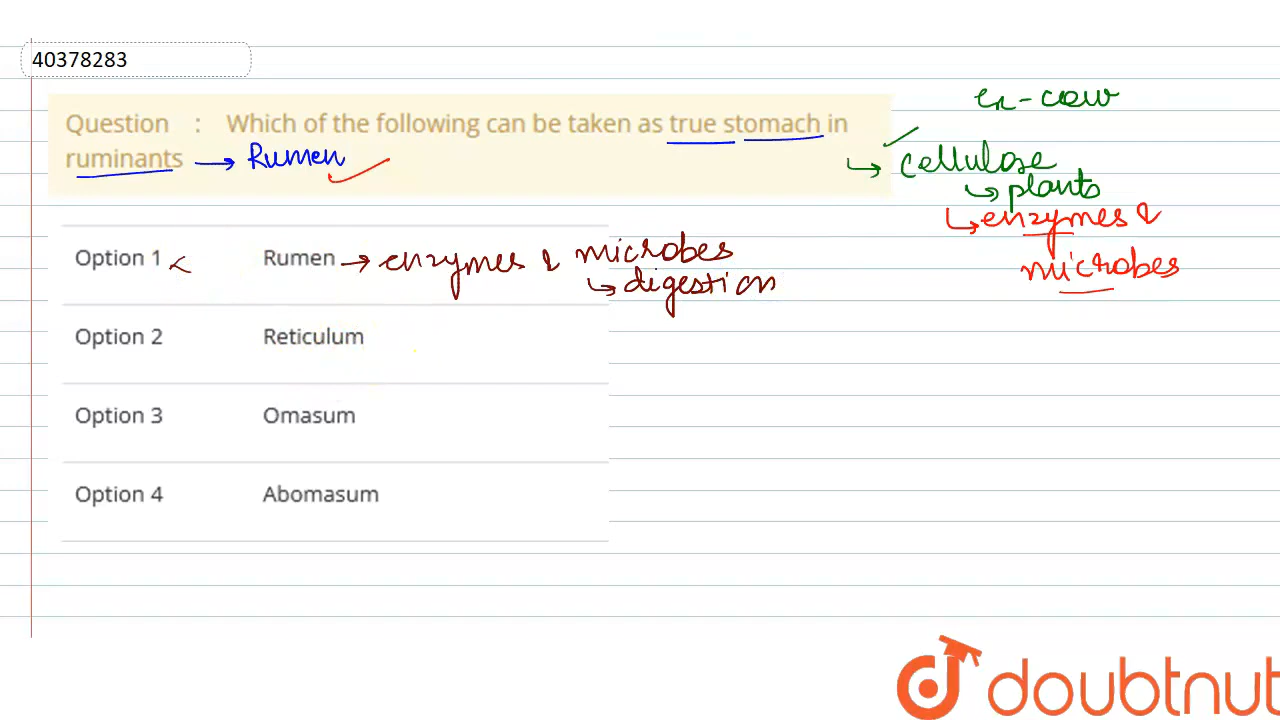 40378283
ex - cow
Question : Which of the following can be taken as true stomach in
ruminants → Rumen ✓
↳ cellulose ✓
↳ plants
↳ enzymes &
microbes
Option 1 Rumen → enzymes & microbes
↳ digestion
Option 2 Reticulum
Option 3 Omasum
Option 4 Abomasum
doubtnut